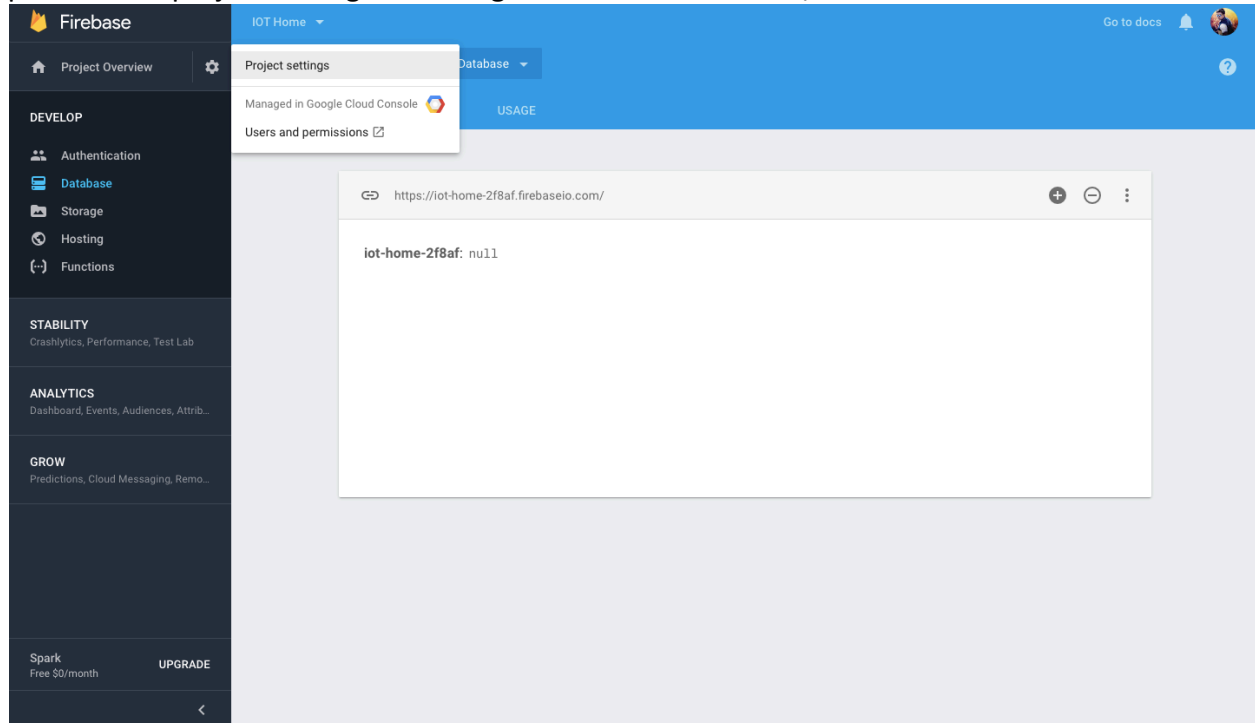 Firebase
IOT Home
Go to docs
Project Overview
Project settings
Database
Managed in Google Cloud Console
USAGE
Users and permissions
DEVELOP
Authentication
Database
Storage
Hosting
Functions
https://iot-home-2f8af.firebaseio.com/
iot-home-2f8af: null
STABILITY
Crashlytics, Performance, Test Lab
ANALYTICS
Dashboard, Events, Audiences, Attrib...
GROW
Predictions, Cloud Messaging, Remo...
Spark
Free $0/month
UPGRADE